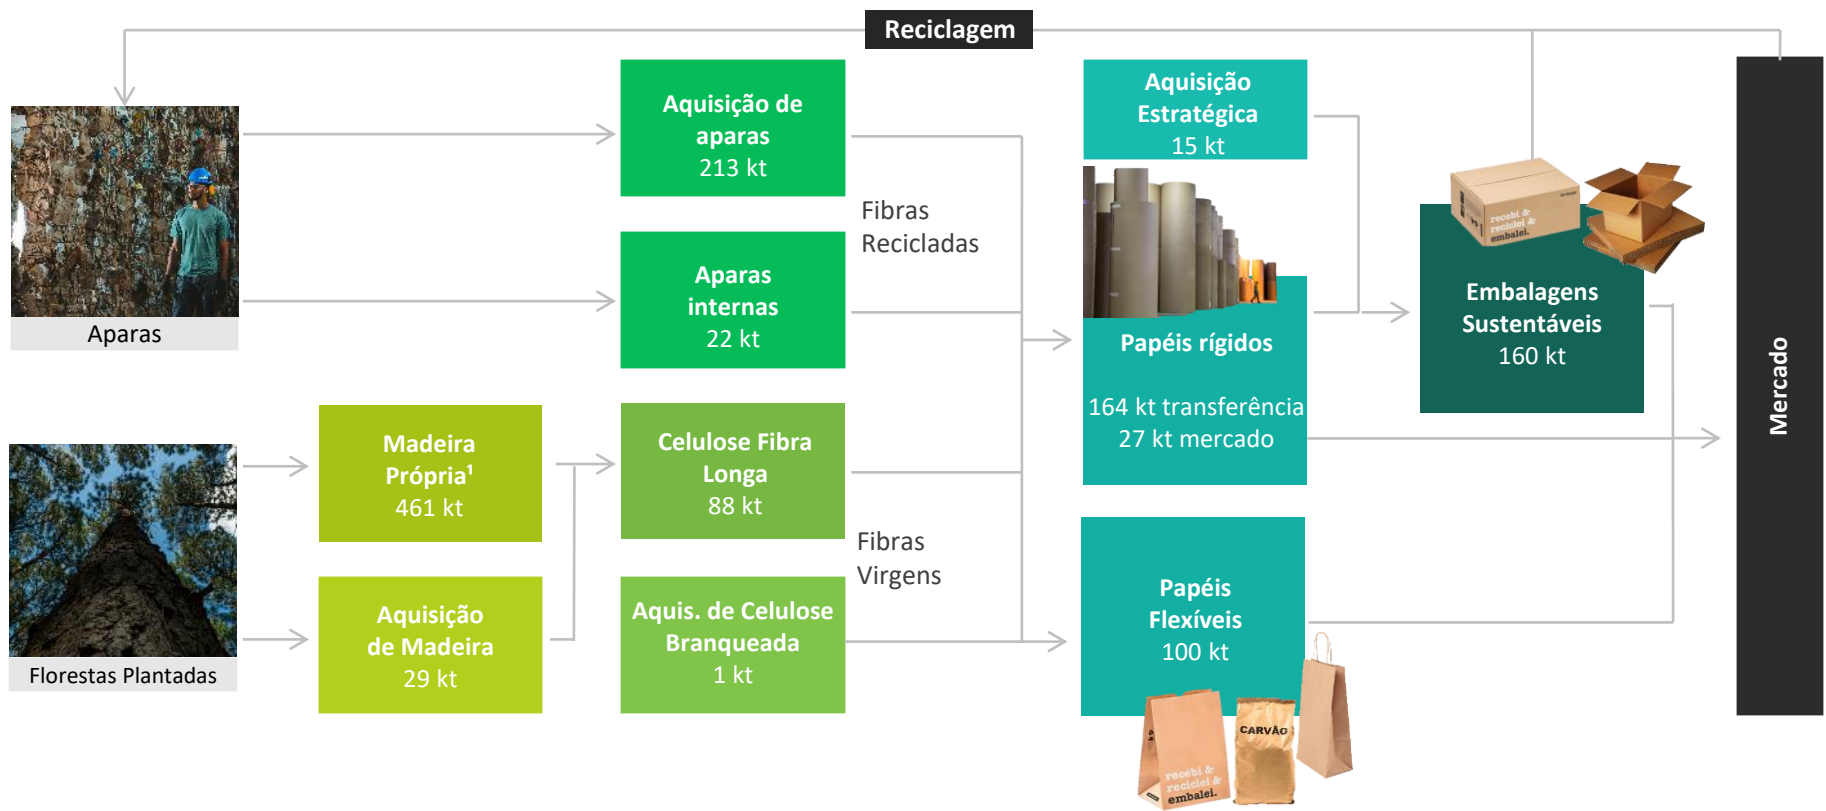 Reciclagem
Aparas
Florestas Plantadas
Madeira
Própria¹
461 kt
Aquisição
de Madeira
29 kt
Aquisição de
aparas
213 kt
Aparas
internas
22 kt
Celulose Fibra
Longa
88 kt
Aquis. de Celulose
Branqueada
1 kt
Fibras
Recicladas
Fibras
Virgens
Aquisição
Estratégica
15 kt
Papéis rígidos
164 kt transferência
27 kt mercado
Papéis
Flexíveis
100 kt
recebi &
reciclei &
embalei.
CARVÃO
recebi &
reciclei &
embalei.
Embalagens
Sustentáveis
160 kt
Mercado